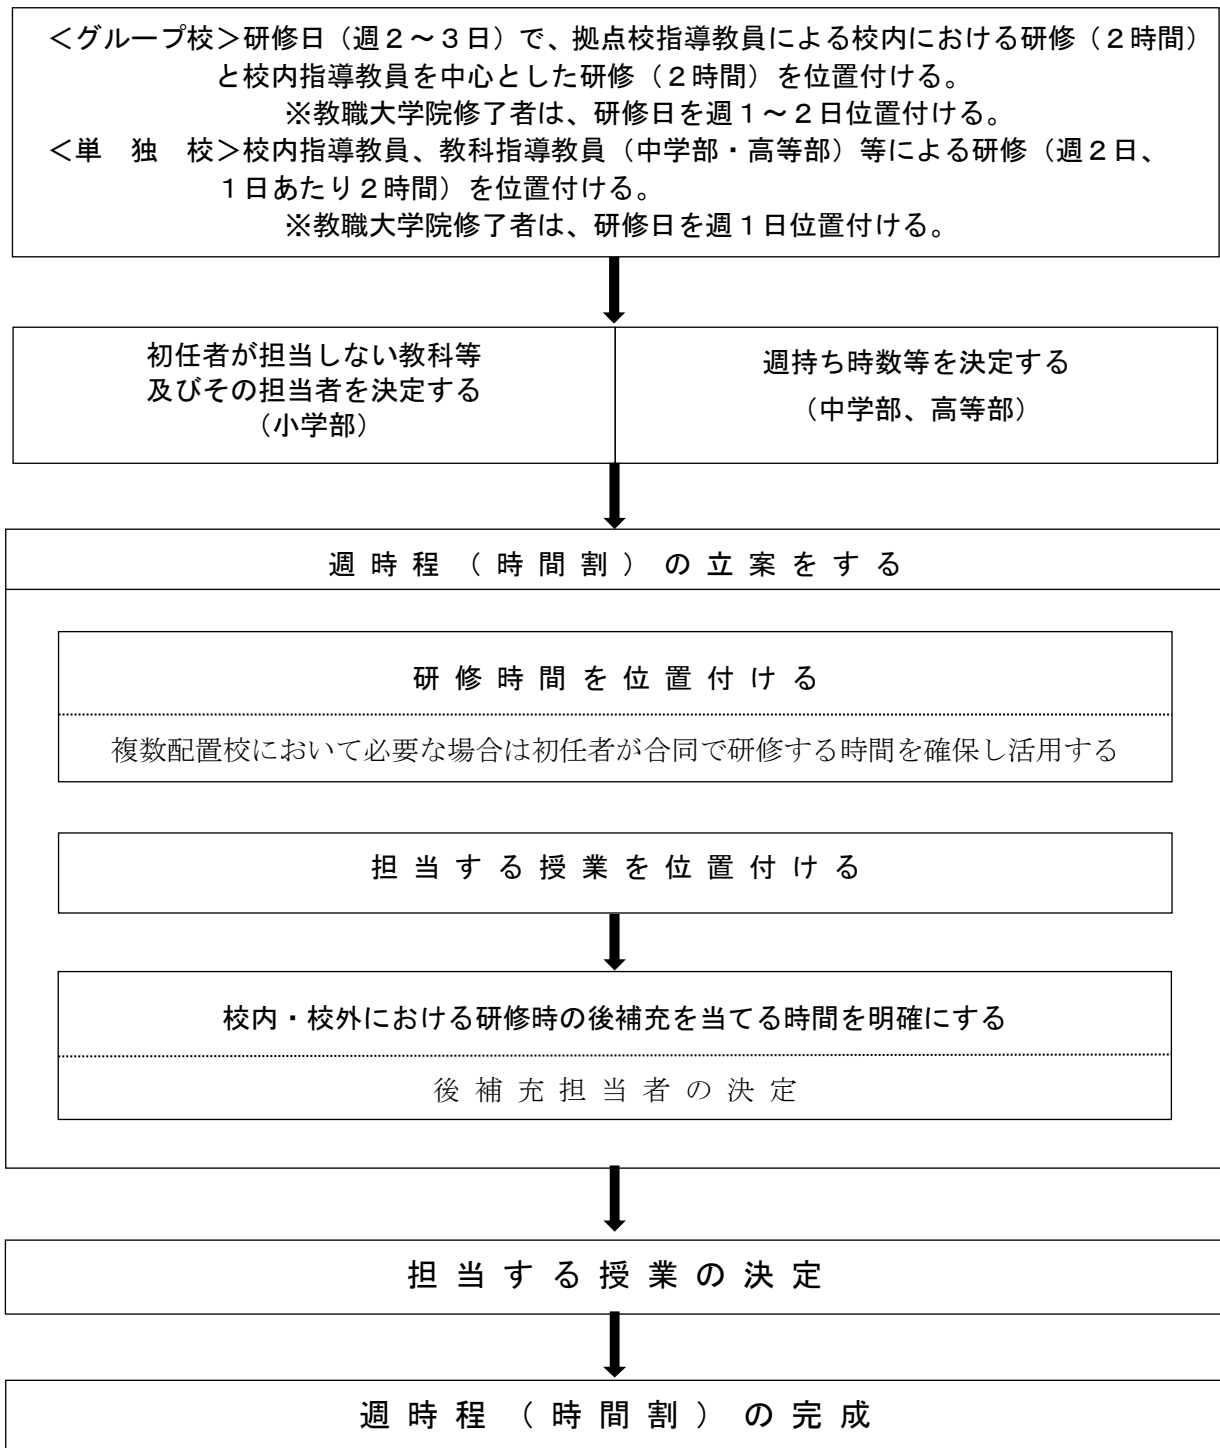 ＜グループ校＞研修日（週２～３日）で、拠点校指導教員による校内における研修（２時間）
と校内指導教員を中心とした研修（２時間）を位置付ける。
※教職大学院修了者は、研修日を週１～２日位置付ける。
＜単　独　校＞校内指導教員、教科指導教員（中学部・高等部）等による研修（週２日、
１日あたり２時間）を位置付ける。
※教職大学院修了者は、研修日を週１日位置付ける。
初任者が担当しない教科等
及びその担当者を決定する
（小学部）
週持ち時数等を決定する
（中学部、高等部）
週時程（時間割）の立案をする
研修時間を位置付ける
複数配置校において必要な場合は初任者が合同で研修する時間を確保し活用する
担当する授業を位置付ける
校内・校外における研修時の後補充を当てる時間を明確にする
後補充担当者の決定
担当する授業の決定
週時程（時間割）の完成